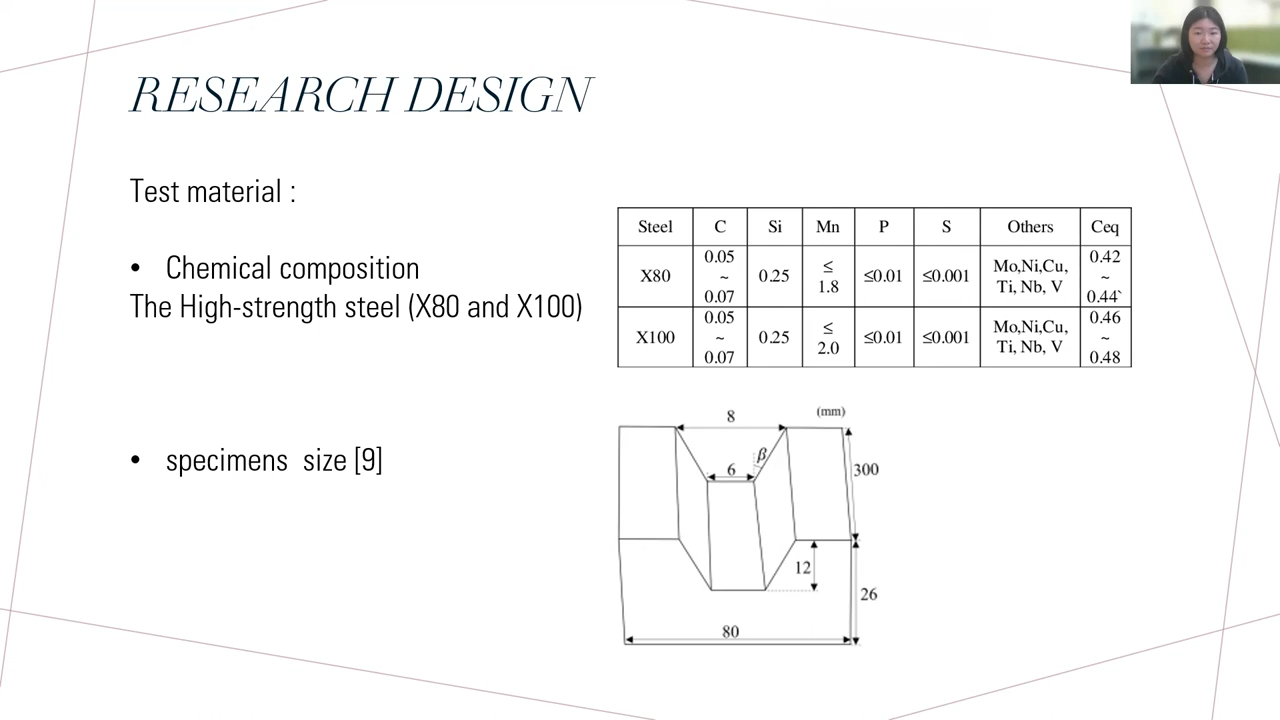 RESEARCH DESIGN
Test material :
• Chemical composition
The High-strength steel (X80 and X100)
• specimens size [9]
Steel C Si Mn P S Others Ceq
X80 0.05 ~ 0.07 0.25 ≤ 1.8 ≤0.01 ≤0.001 Mo,Ni,Cu, Ti, Nb, V 0.42 ~ 0.44`
X100 0.05 ~ 0.07 0.25 ≤ 2.0 ≤0.01 ≤0.001 Mo,Ni,Cu, Ti, Nb, V 0.46 ~ 0.48
8
(mm)
β
6
300
12
26
80